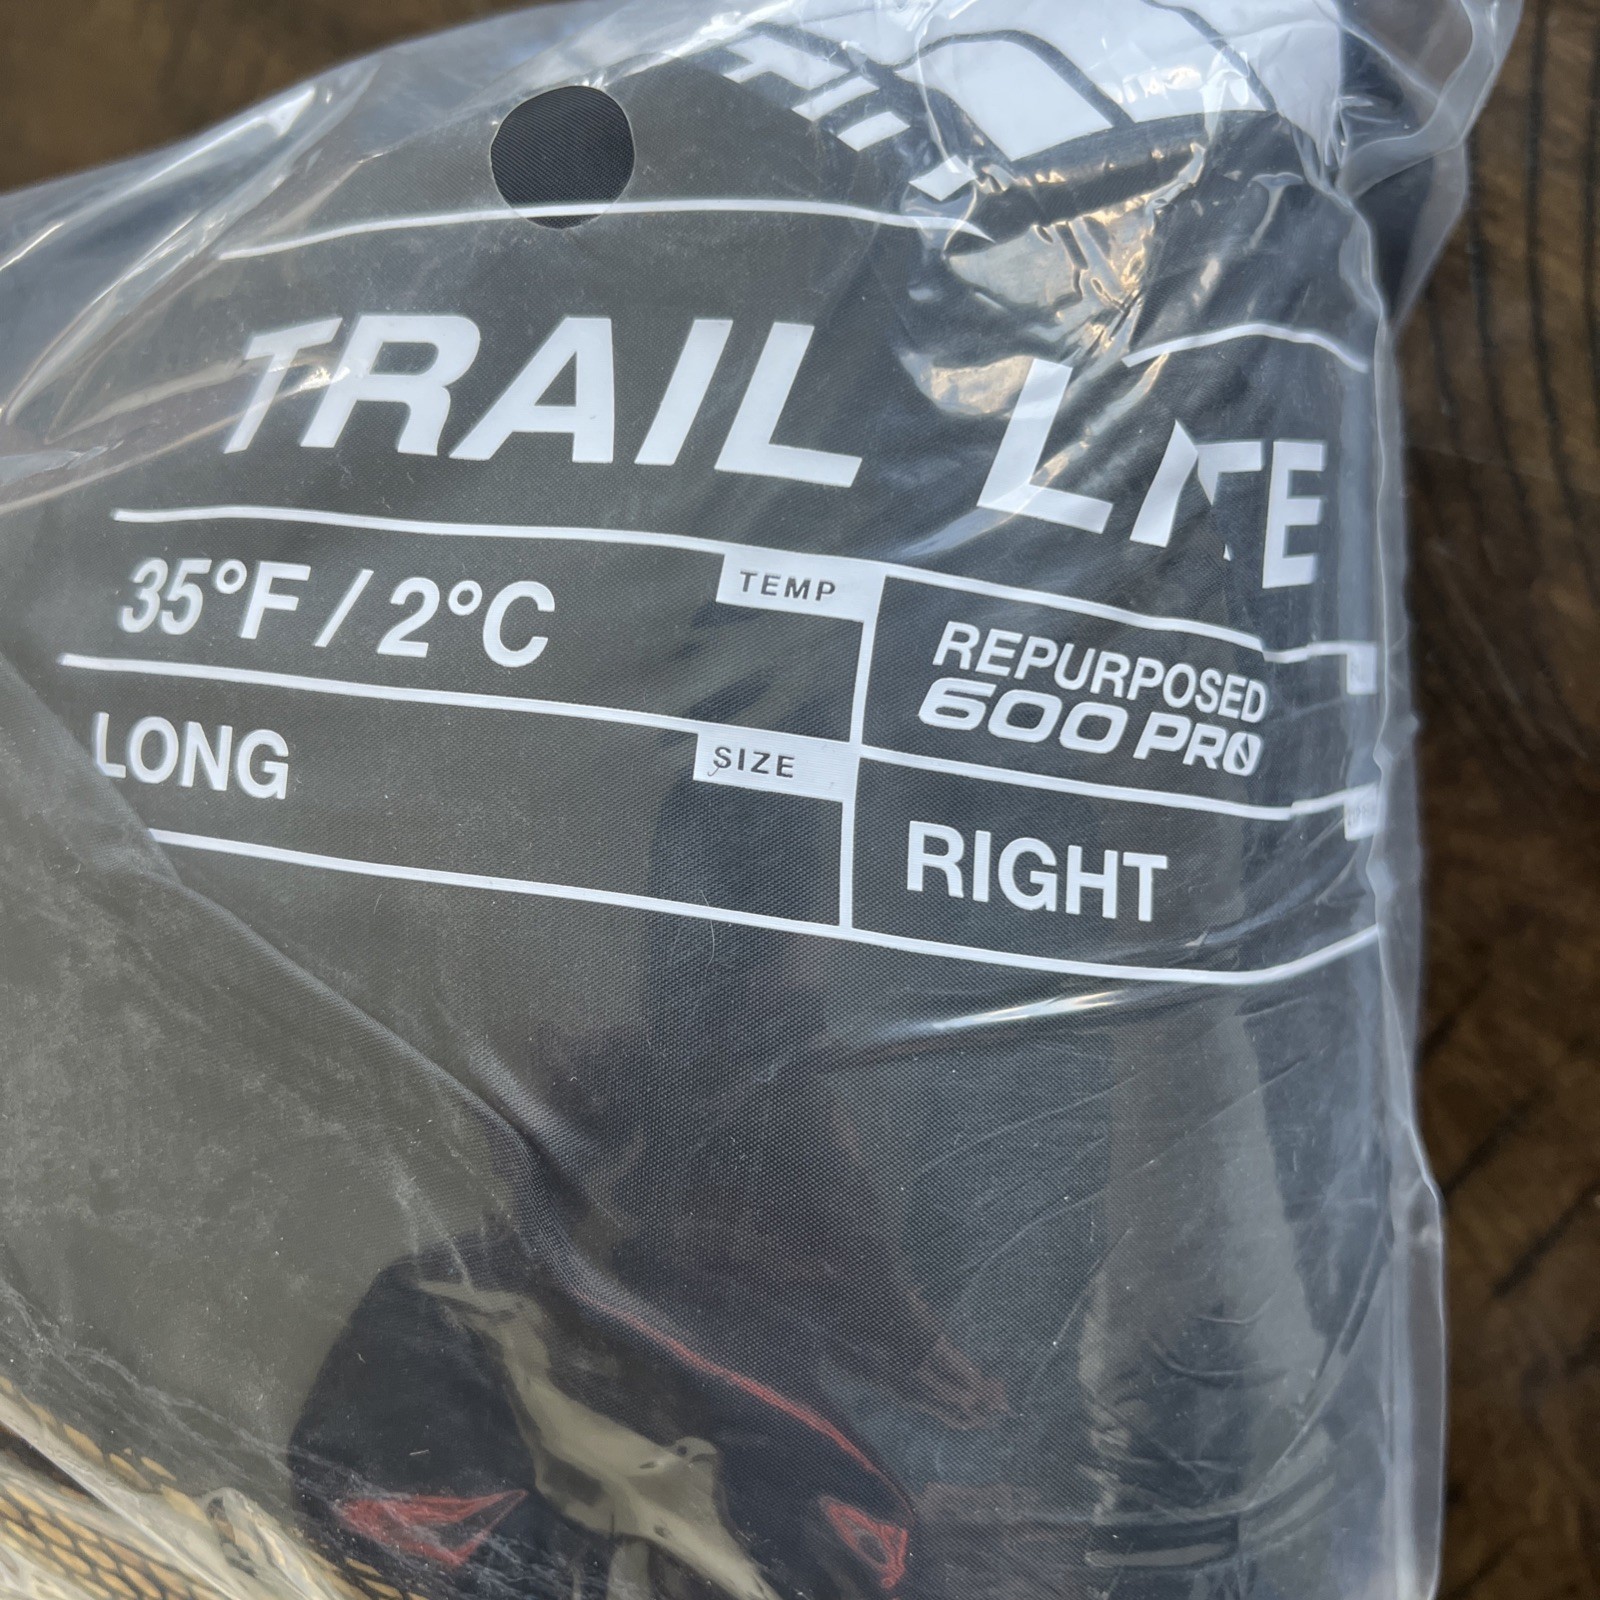 TRAIL LITE
35°F / 2°C
TEMP
REPURPOSED
600 PRO
LONG
SIZE
RIGHT